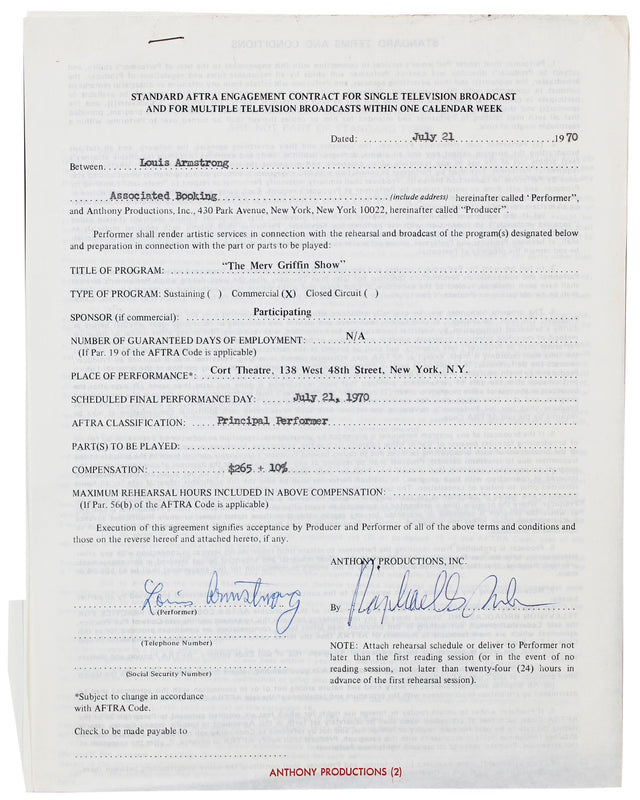 STANDARD AFTRA ENGAGEMENT CONTRACT FOR SINGLE TELEVISION BROADCAST
AND FOR MULTIPLE TELEVISION BROADCASTS WITHIN ONE CALENDAR WEEK
Dated: July 21 1970
Between Louis Armstrong
Associated Booking (include address) hereinafter called 'Performer",
and Anthony Productions, Inc., 430 Park Avenue, New York, New York 10022, hereinafter called "Producer".
Performer shall render artistic services in connection with the rehearsal and broadcast of the program(s) designated below
and preparation in connection with the part or parts to be played:
TITLE OF PROGRAM: "The Merv Griffin Show"
TYPE OF PROGRAM: Sustaining ( ) Commercial (X) Closed Circuit ( )
SPONSOR (if commercial): Participating
NUMBER OF GUARANTEED DAYS OF EMPLOYMENT: N/A
(If Par. 19 of the AFTRA Code is applicable)
PLACE OF PERFORMANCE*: Cort Theatre, 138 West 48th Street, New York, N.Y.
SCHEDULED FINAL PERFORMANCE DAY: July 21, 1970
AFTRA CLASSIFICATION: Principal Performer
PART(S) TO BE PLAYED:
COMPENSATION: $265 + 10%
MAXIMUM REHEARSAL HOURS INCLUDED IN ABOVE COMPENSATION:
(If Par. 56(b) of the AFTRA Code is applicable)
Execution of this agreement signifies acceptance by Producer and Performer of all of the above terms and conditions and
those on the reverse hereof and attached hereto, if any.
ANTHONY PRODUCTIONS, INC.
Louis Armstrong
(Performer)
By
(Telephone Number)
(Social Security Number)
NOTE: Attach rehearsal schedule or deliver to Performer not
later than the first reading session (or in the event of no
reading session, not later than twenty-four (24) hours in
advance of the first rehearsal session).
*Subject to change in accordance
with AFTRA Code.
Check to be made payable to
ANTHONY PRODUCTIONS (2)